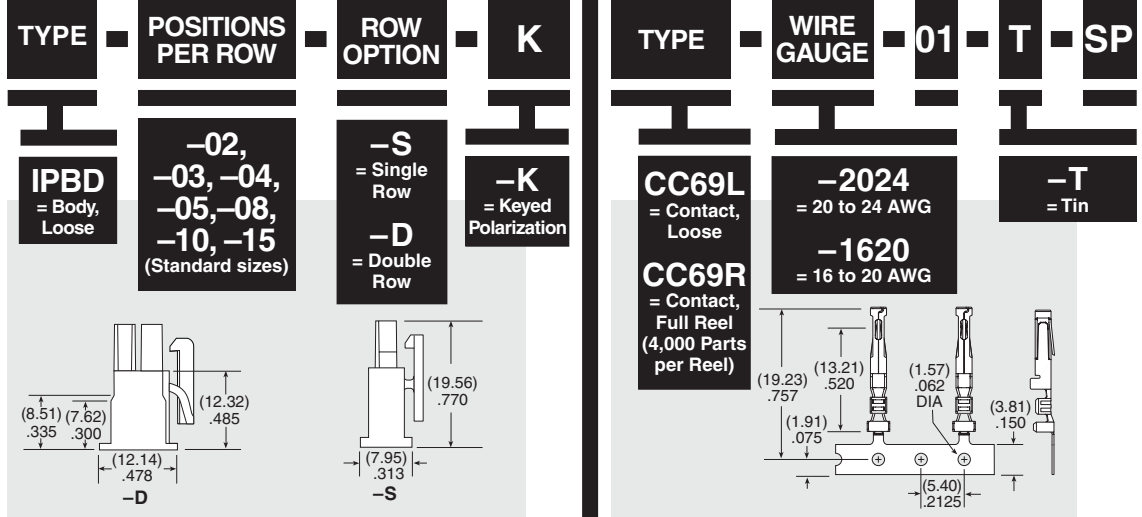 TYPE – POSITIONS PER ROW – ROW OPTION – K
IPBD
= Body,
Loose
–02,
–03, –04,
–05,–08,
–10, –15
(Standard sizes)
–S
= Single
Row
–D
= Double
Row
–K
= Keyed
Polarization
(8.51)
.335
(7.62)
.300
(12.32)
.485
(12.14)
.478
–D
(19.56)
.770
(7.95)
.313
–S
TYPE – WIRE GAUGE – 01 – T – SP
CC69L
= Contact,
Loose
CC69R
= Contact,
Full Reel
(4,000 Parts
per Reel)
–2024
= 20 to 24 AWG
–1620
= 16 to 20 AWG
–T
= Tin
(19.23)
.757
(13.21)
.520
(1.91)
.075
(1.57)
.062
DIA
(3.81)
.150
(5.40)
.2125